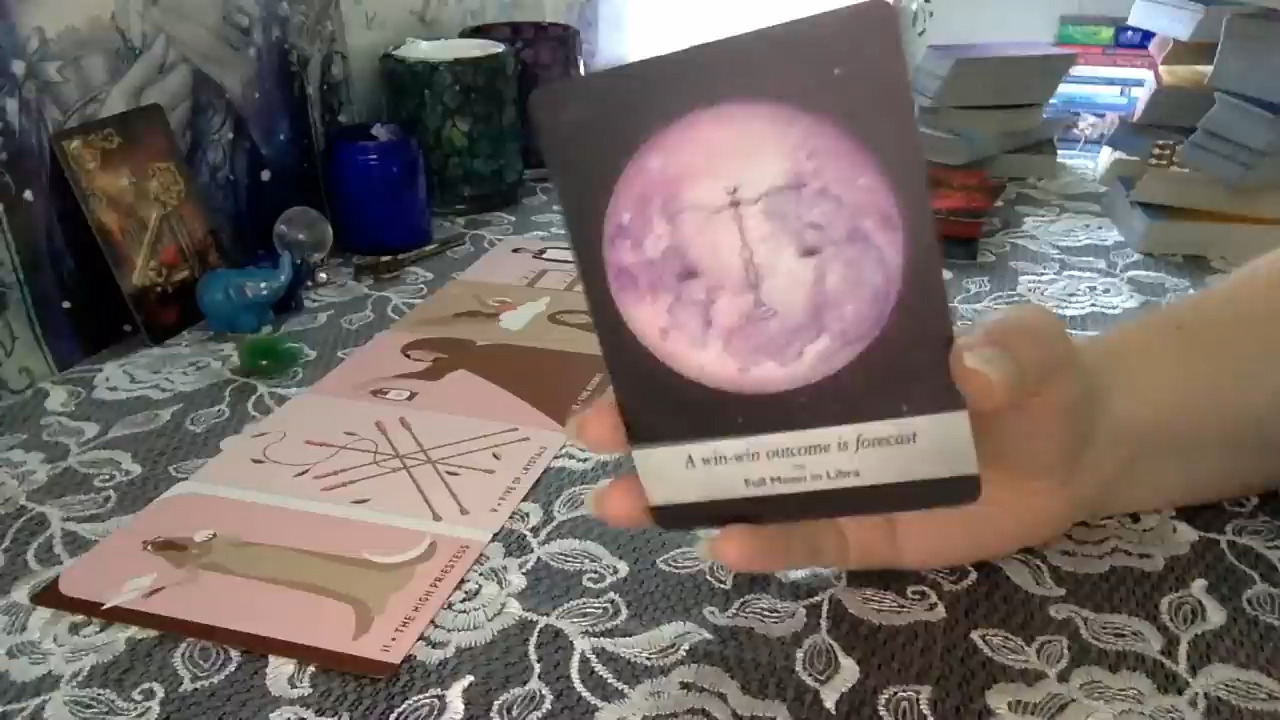 A win-win outcome is forecast
Full Moon in Libra
V • FIVE OF CRYSTALS
II • THE HIGH PRIESTESS